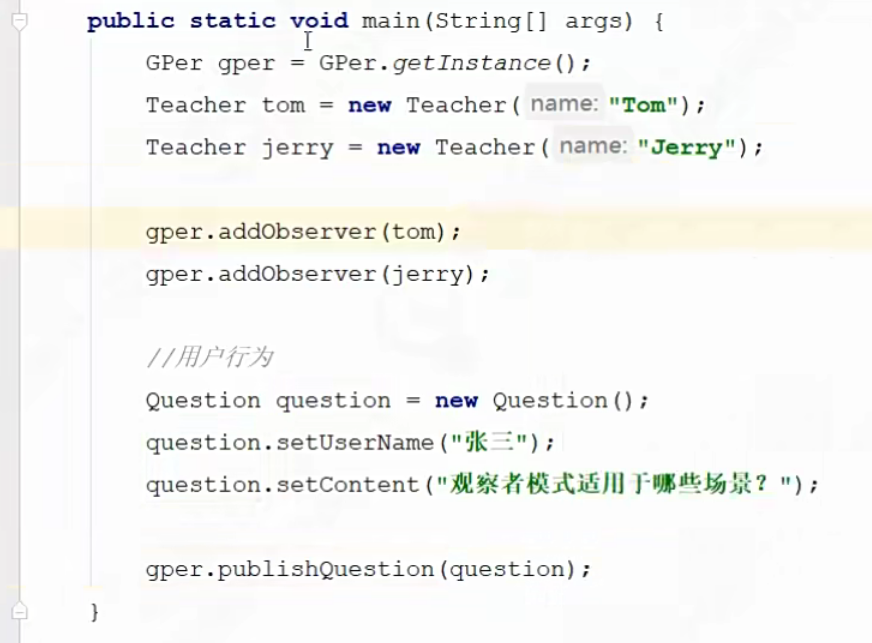 public static void main(String[] args) {
GPer gper = GPer.getInstance();
Teacher tom = new Teacher( name: "Tom");
Teacher jerry = new Teacher( name: "Jerry");
gper.addObserver(tom);
gper.addObserver(jerry);
//用户行为
Question question = new Question();
question.setUserName("张三");
question.setContent("观察者模式适用于哪些场景？");
gper.publishQuestion(question);
}